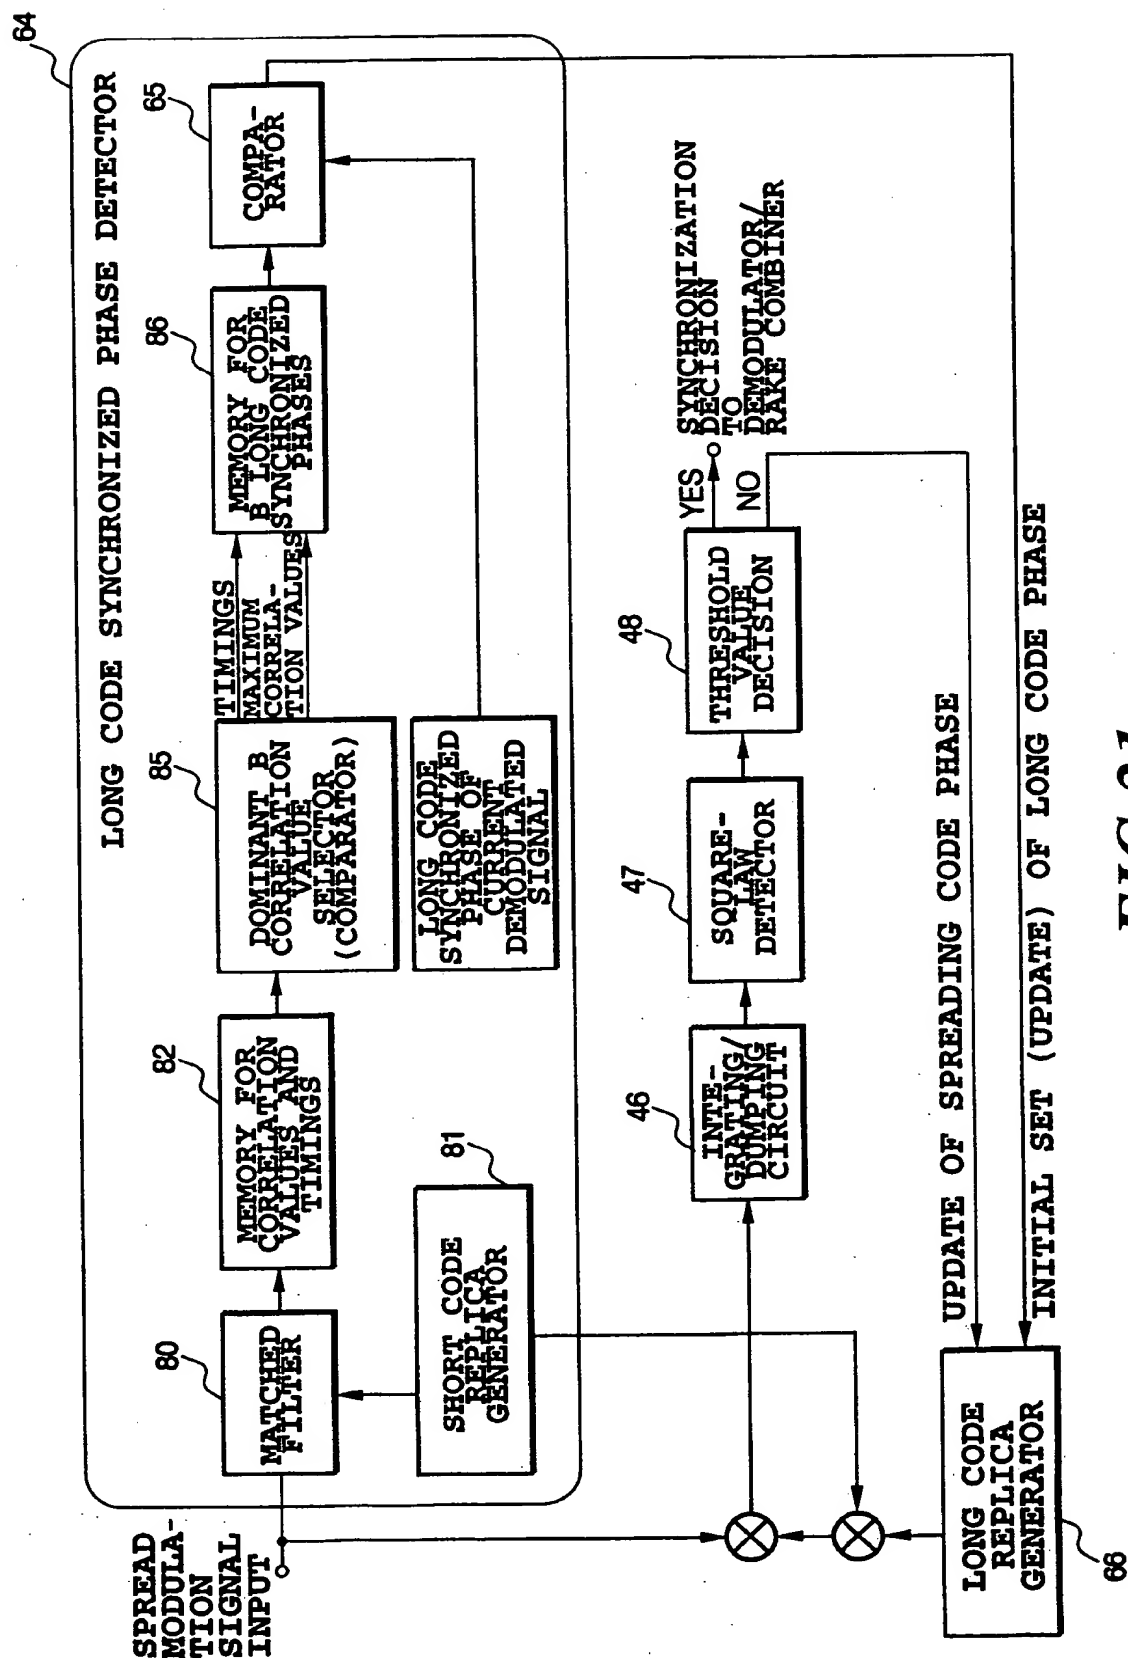 64
LONG CODE SYNCHRONIZED PHASE DETECTOR
SPREAD
MODULA-
TION
SIGNAL
INPUT
80
MATCHED
FILTER
82
MEMORY FOR
CORRELATION
VALUES AND
TIMINGS
85
DOMINANT B
CORRELATION
VALUE
SELECTOR
(COMPARATOR)
TIMINGS
MAXIMUM
CORRELA-
TION VALUES
86
MEMORY FOR
B LONG CODE
SYNCHRONIZED
PHASES
65
COMPA-
RATOR
81
SHORT CODE
REPLICA
GENERATOR
LONG CODE
SYNCHRONIZED
PHASE OF
CURRENT
DEMODULATED
SIGNAL
46
INTE-
GRATING/
DUMPING
CIRCUIT
47
SQUARE-
LAW
DETECTOR
48
THRESHOLD
VALUE
DECISION
YES
NO
SYNCHRONIZATION
DECISION
TO
DEMODULATOR/
RAKE COMBINER
UPDATE OF SPREADING CODE PHASE
INITIAL SET (UPDATE) OF LONG CODE PHASE
LONG CODE
REPLICA
GENERATOR
66